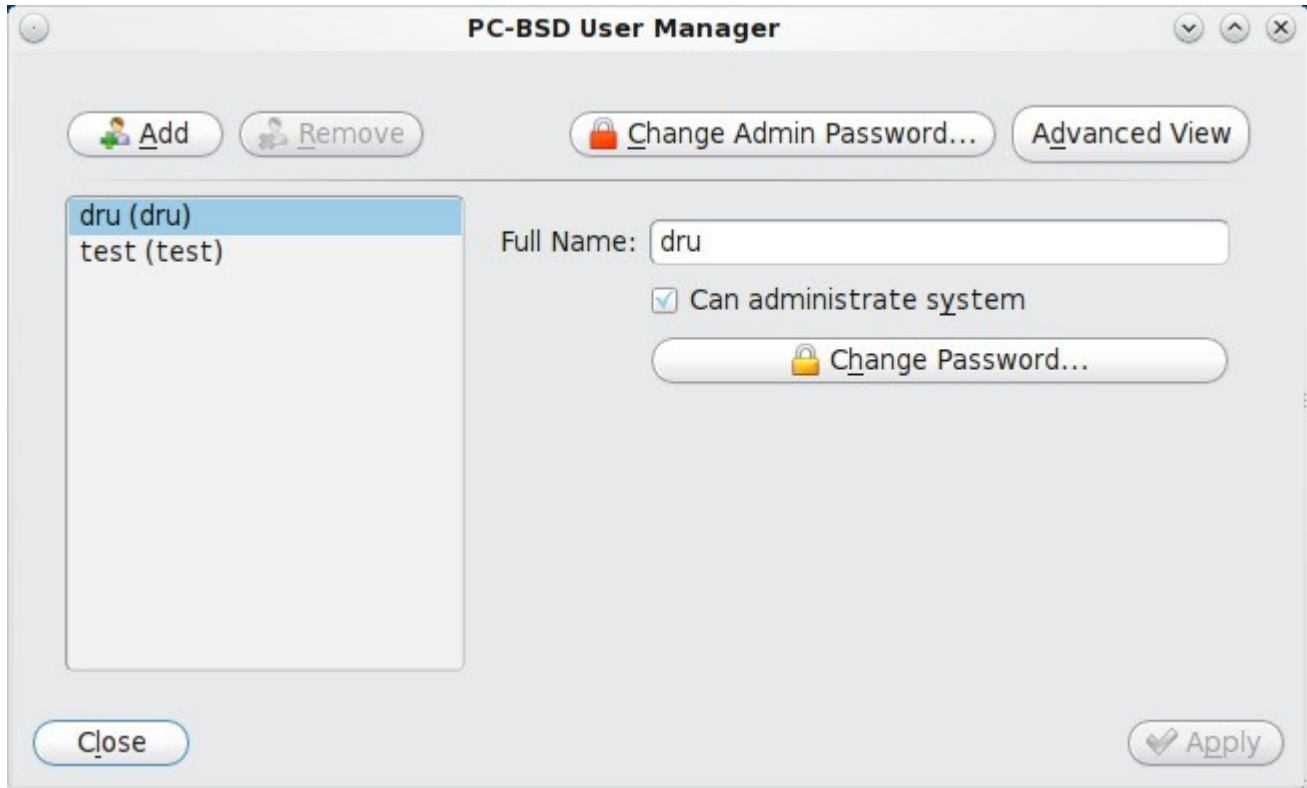 PC-BSD User Manager
Add Remove Change Admin Password... Advanced View
dru (dru)
test (test)
Full Name: dru
Can administrate system
Change Password...
Close Apply